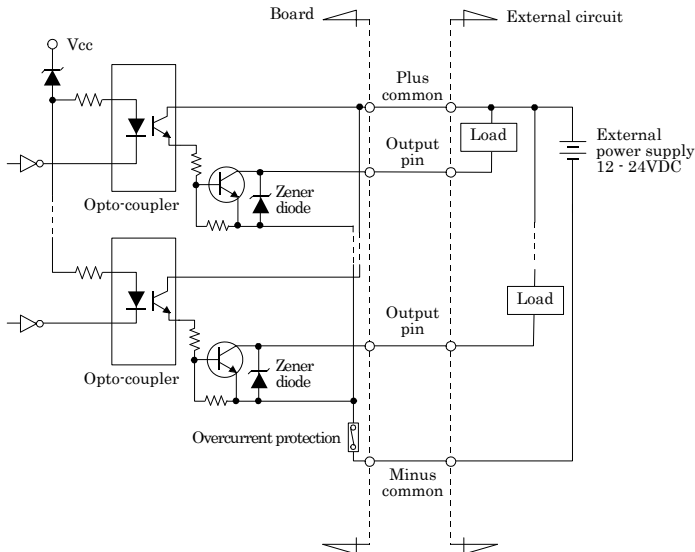 Board
External circuit
Vcc
Plus
common
Load
External
power supply
12 - 24VDC
Output
pin
Zener
diode
Opto-coupler
Load
Output
pin
Zener
diode
Opto-coupler
Overcurrent protection
Minus
common